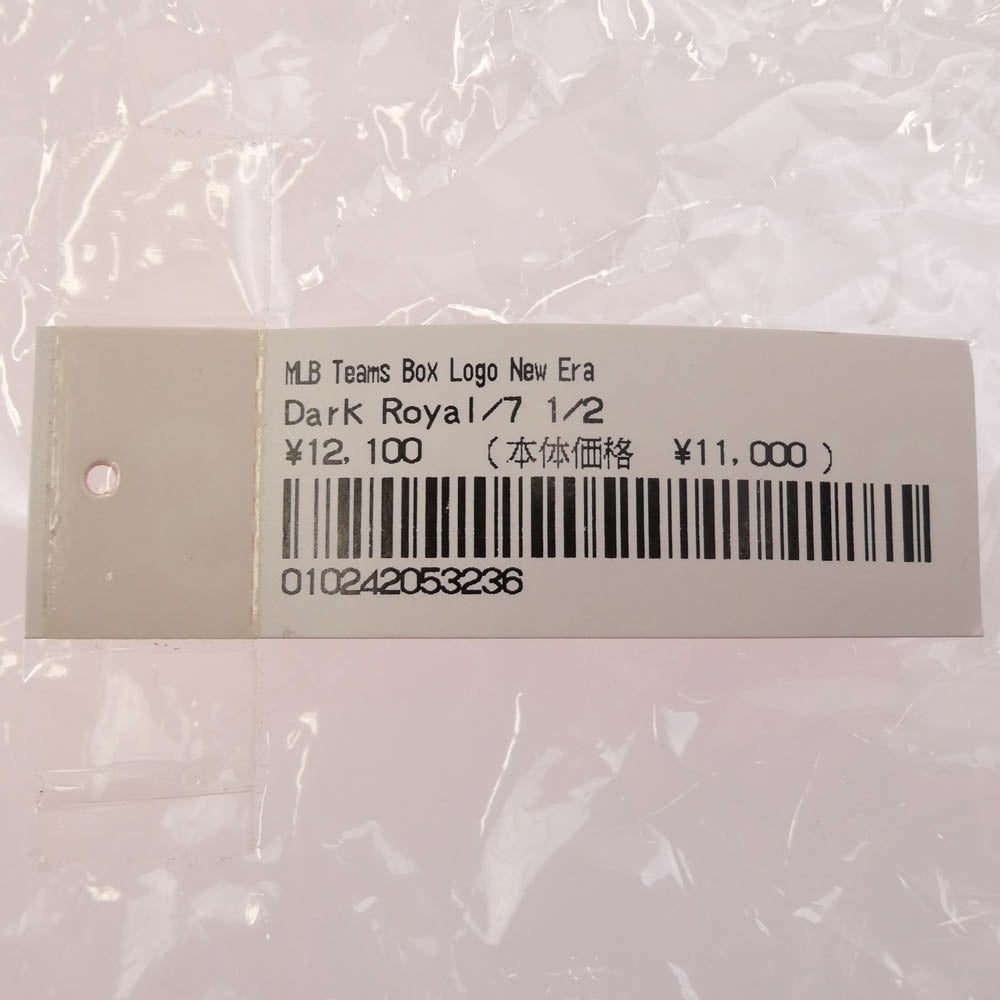 MLB Teams Box Logo New Era
Dark Royal/7 1/2
¥12,100 (本体価格 ¥11,000)
010242053236